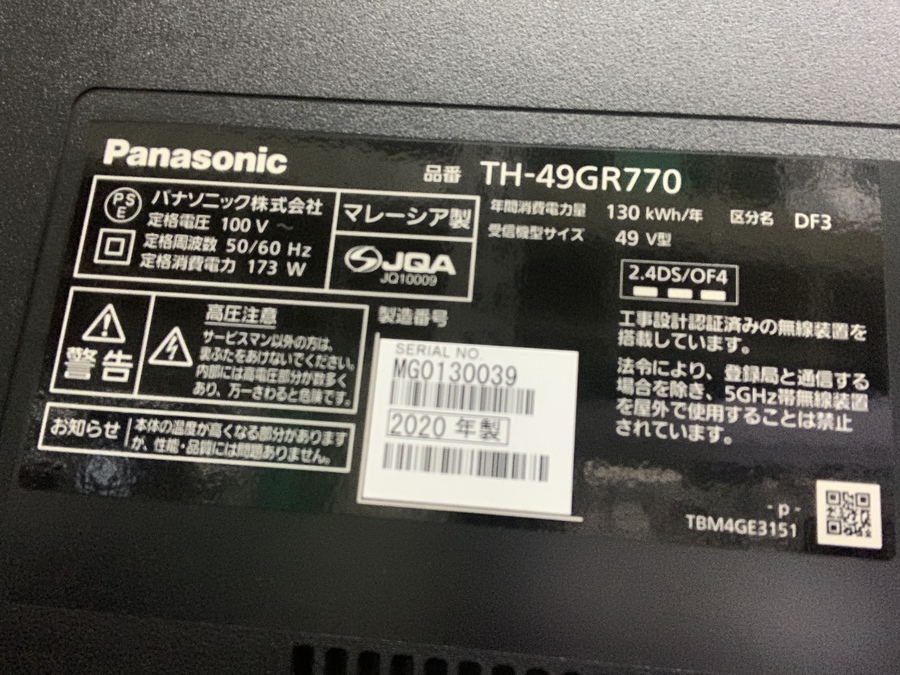 Panasonic
品番 TH-49GR770
PS
E
パナソニック株式会社
定格電圧 100 V ～
定格周波数 50/60 Hz
定格消費電力 173 W
マレーシア製
JQA
JQ10009
年間消費電力量 130 kWh/年 区分名 DF3
受信機型サイズ 49 V型
2.4DS/OF4
工事設計認証済みの無線装置を
搭載しています。
法令により、登録局と通信する
場合を除き、5GHz帯無線装置
を屋外で使用することは禁止
されています。
警告
高圧注意
サービスマン以外の方は、
裏ぶたをあけないでください。
内部には高電圧部分が数多く
あり、万一さわると危険です。
お知らせ
本体の温度が高くなる部分があります
が、性能・品質には問題ありません。
製造番号
SERIAL NO.
MG0130039
2020 年製
- p -
TBM4GE3151